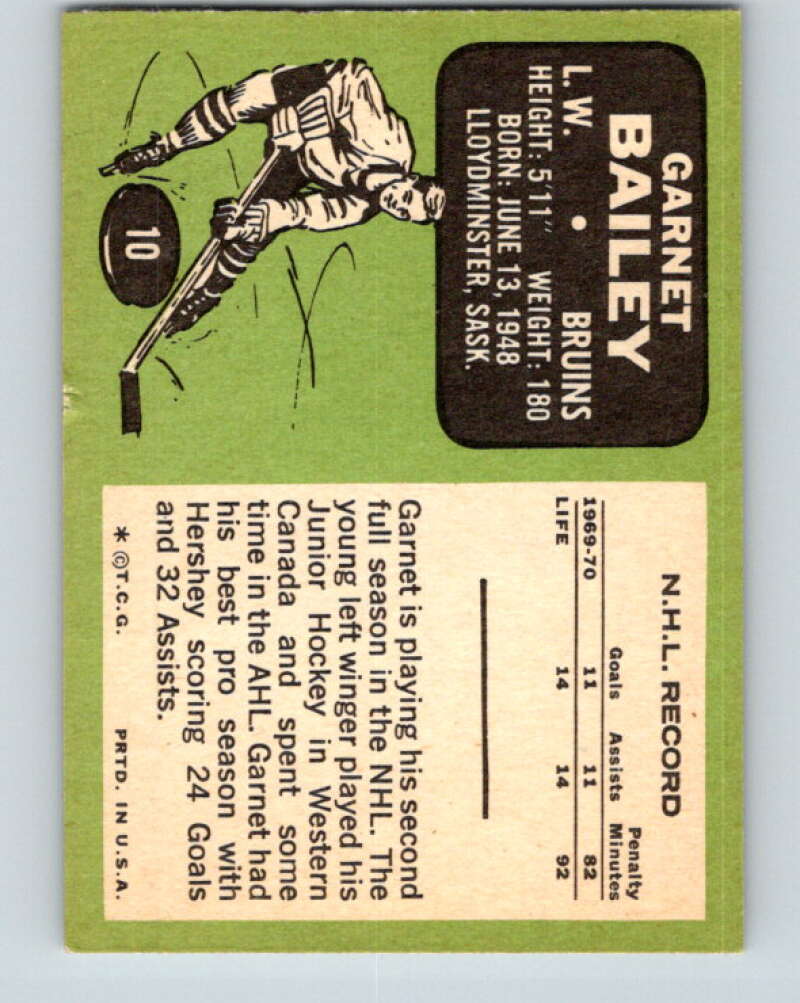 GARNET
BAILEY
L. W. • BRUINS
HEIGHT: 5'11" WEIGHT: 180
BORN: JUNE 13, 1948
LLOYDMINSTER, SASK.
10
N.H.L. RECORD
Goals Assists Penalty Minutes
1969-70 11 11 82
LIFE 14 14 92
Garnet is playing his second
full season in the NHL. The
young left winger played his
Junior Hockey in Western
Canada and spent some
time in the AHL. Garnet had
his best pro season with
Hershey scoring 24 Goals
and 32 Assists.
* ©T.C.G. PRTD. IN U.S.A.